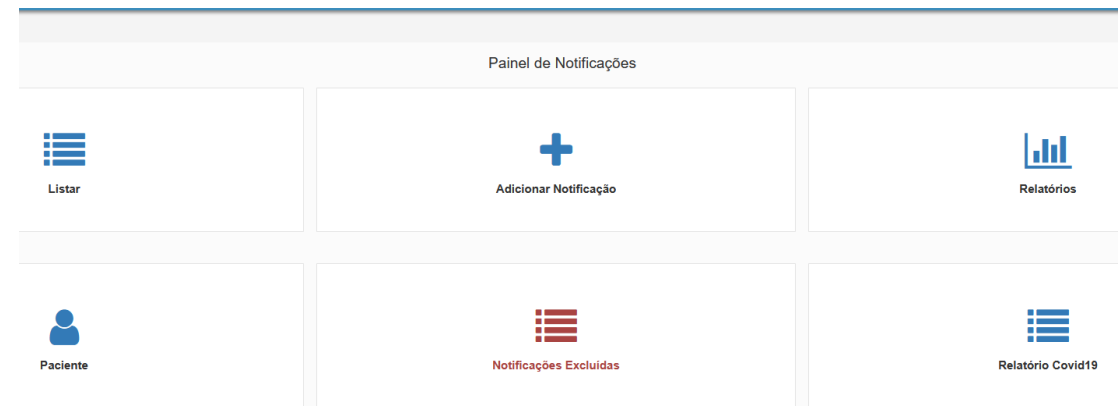 Painel de Notificações
Listar
Adicionar Notificação
Relatórios
Paciente
Notificações Excluídas
Relatório Covid19